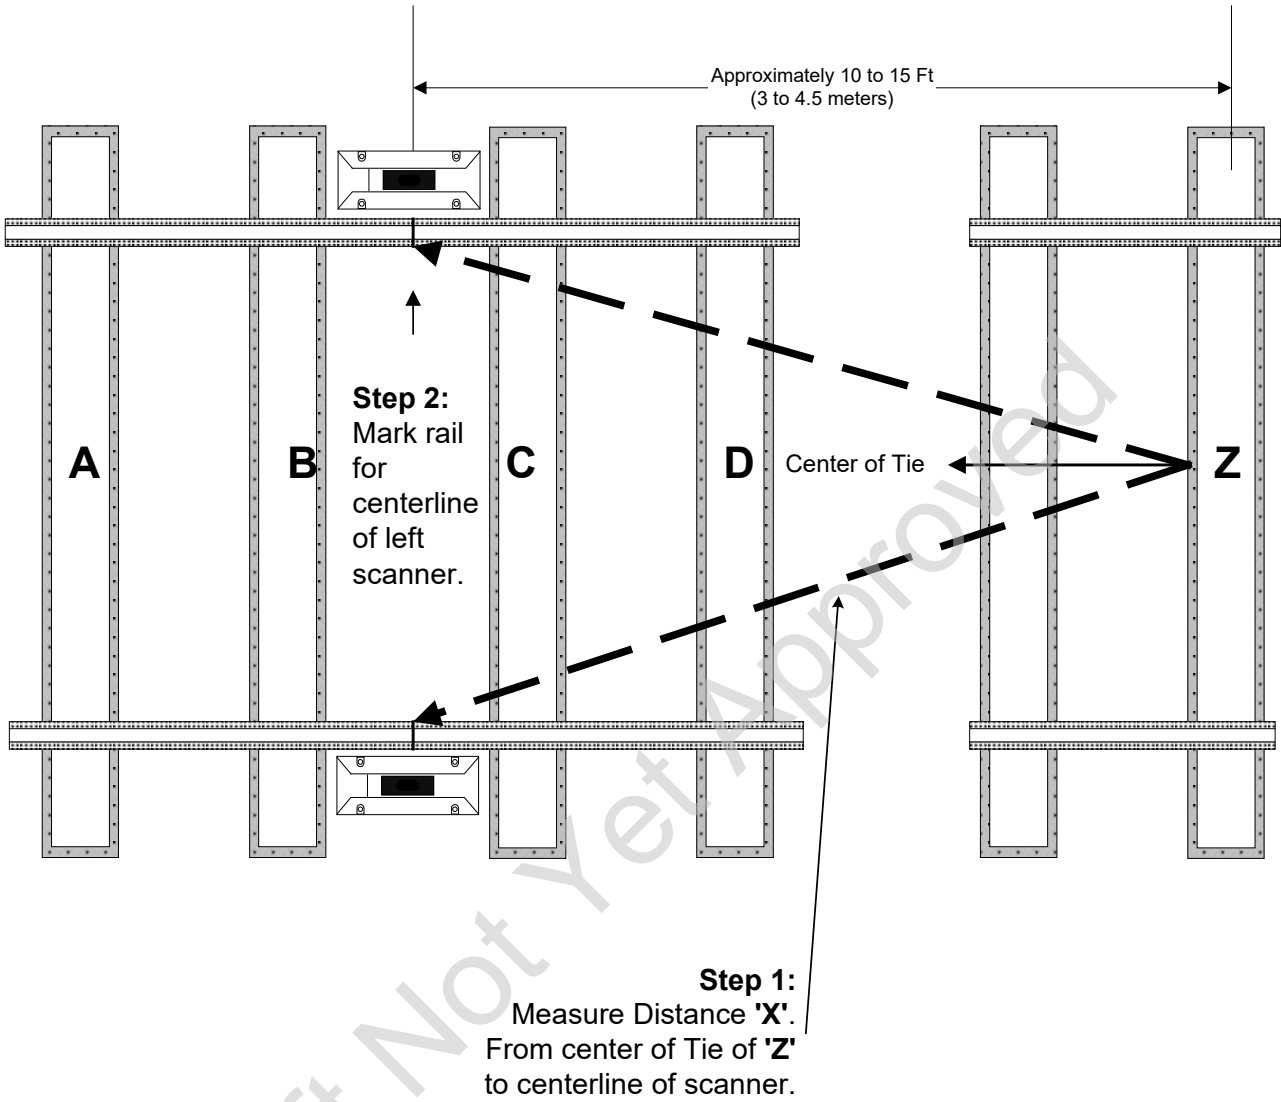 Approximately 10 to 15 Ft
(3 to 4.5 meters)
Step 2:
Mark rail
for
centerline
of left
scanner.
A
B
C
D
Center of Tie
Z
Step 1:
Measure Distance 'X'.
From center of Tie of 'Z'
to centerline of scanner.
Not Yet Approved